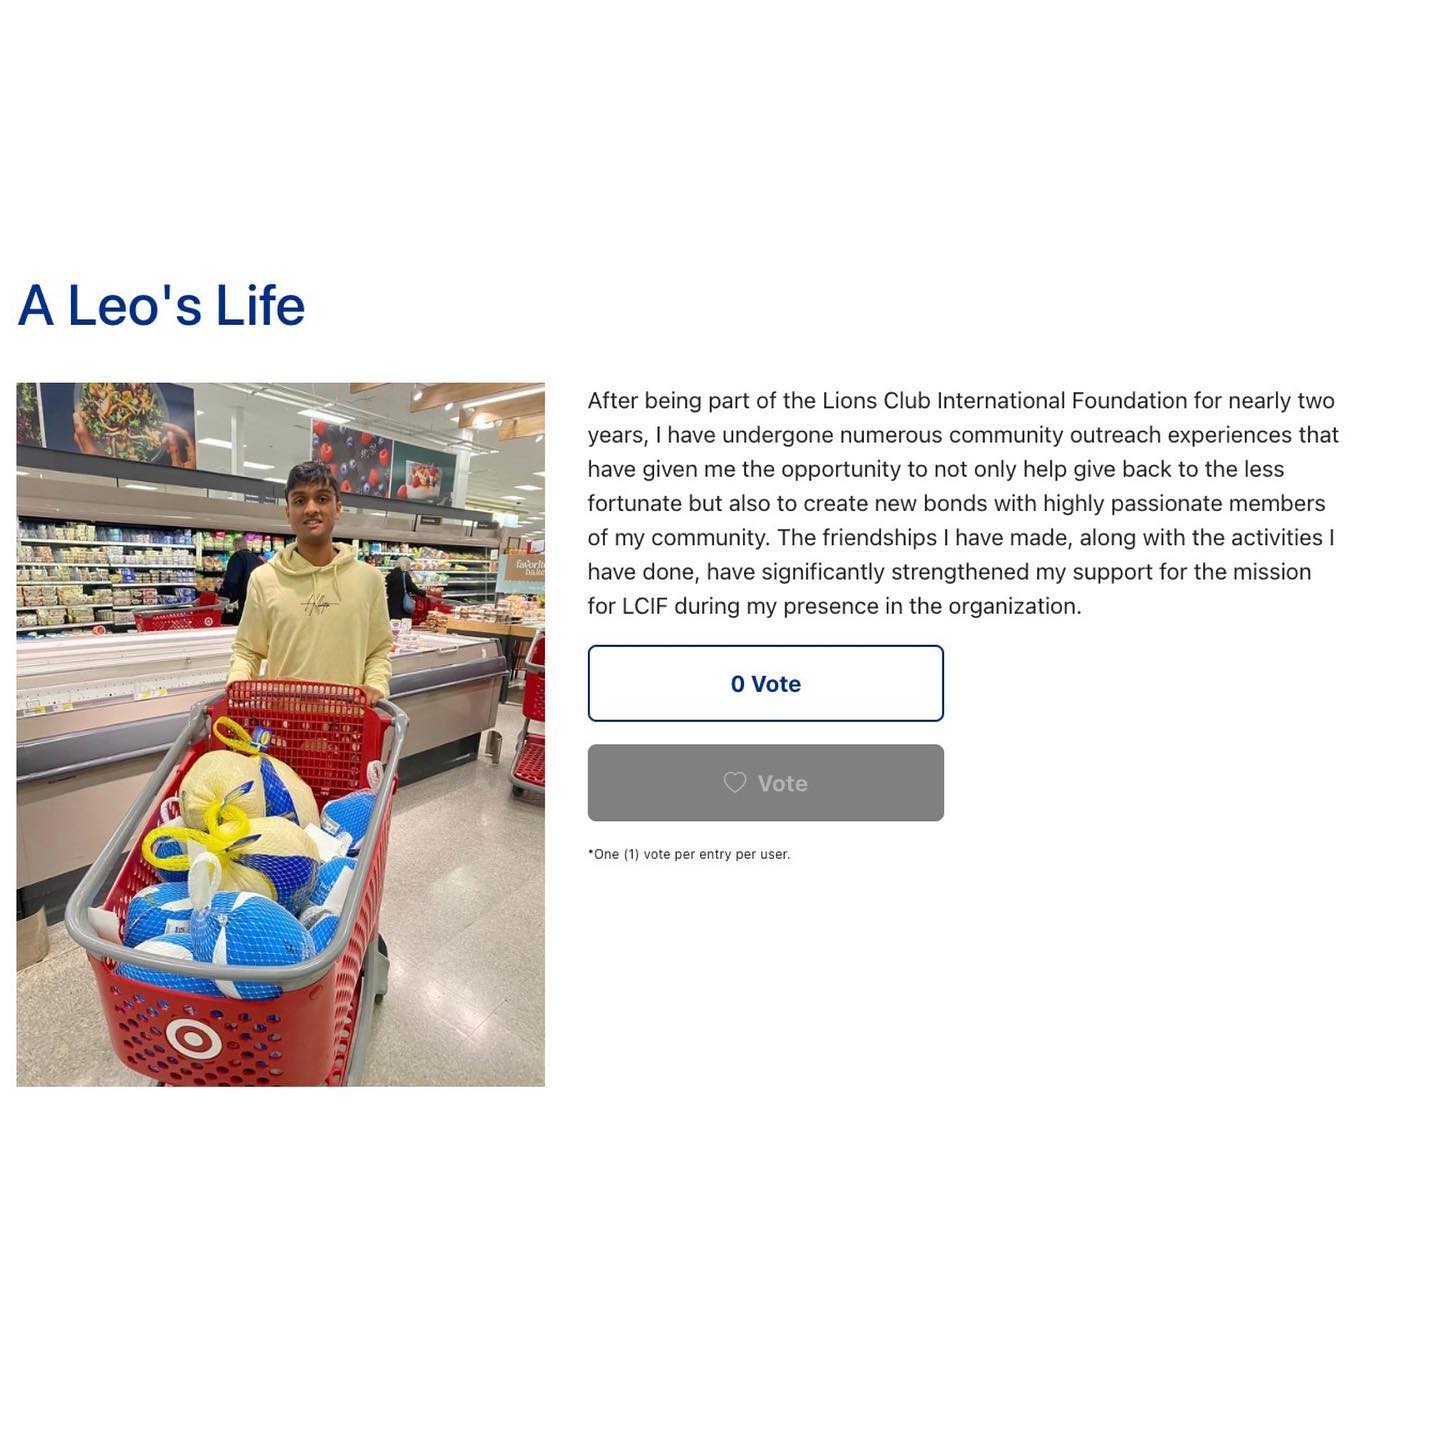 A Leo's Life
After being part of the Lions Club International Foundation for nearly two
years, I have undergone numerous community outreach experiences that
have given me the opportunity to not only help give back to the less
fortunate but also to create new bonds with highly passionate members
of my community. The friendships I have made, along with the activities I
have done, have significantly strengthened my support for the mission
for LCIF during my presence in the organization.
0 Vote
Vote
*One (1) vote per entry per user.